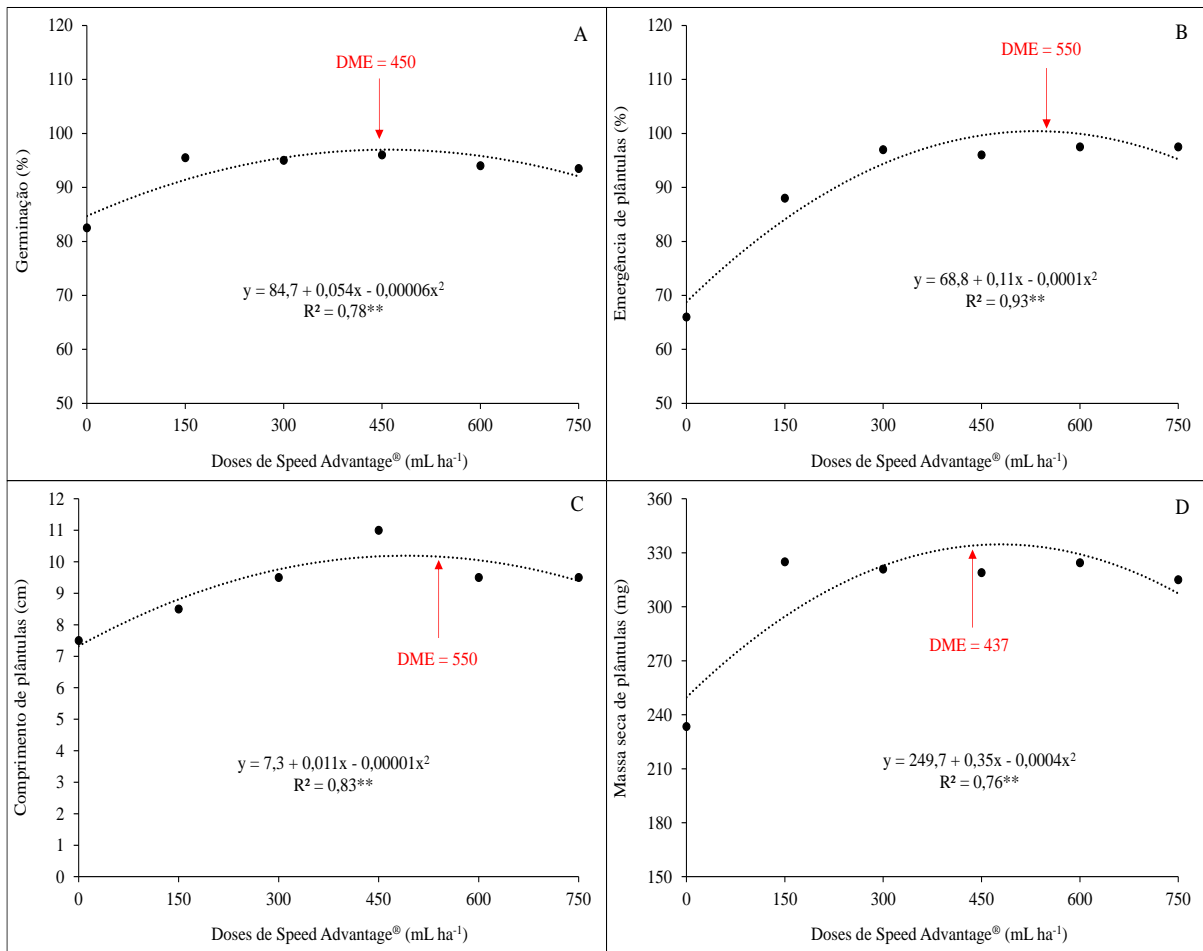 A
120
110
100
90
80
70
60
50
Germinação (%)
DME = 450
y = 84,7 + 0,054x - 0,00006x²
R² = 0,78**
0 150 300 450 600 750
Doses de Speed Advantage® (mL ha⁻¹)
B
120
110
100
90
80
70
60
50
Emergência de plântulas (%)
DME = 550
y = 68,8 + 0,11x - 0,0001x²
R² = 0,93**
0 150 300 450 600 750
Doses de Speed Advantage® (mL ha⁻¹)
C
12
11
10
9
8
7
6
5
4
3
2
1
0
Comprimento de plântulas (cm)
DME = 550
y = 7,3 + 0,011x - 0,00001x²
R² = 0,83**
0 150 300 450 600 750
Doses de Speed Advantage® (mL ha⁻¹)
D
360
330
300
270
240
210
180
150
Massa seca de plântulas (mg)
DME = 437
y = 249,7 + 0,35x - 0,0004x²
R² = 0,76**
0 150 300 450 600 750
Doses de Speed Advantage® (mL ha⁻¹)